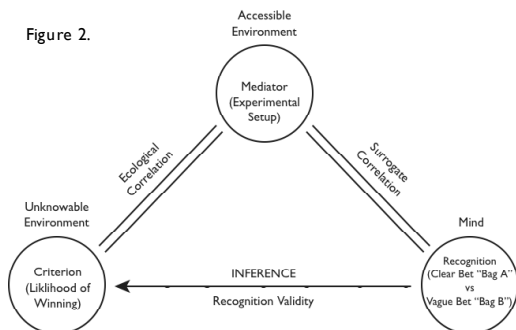 Figure 2.
Accessible
Environment
Mediator
(Experimental
Setup)
Ecological
Correlation
Surrogate
Correlation
Unknowable
Environment
Mind
Criterion
(Liklihood of
Winning)
INFERENCE
Recognition Validity
Recognition
(Clear Bet “Bag A”
vs
Vague Bet “Bag B”)